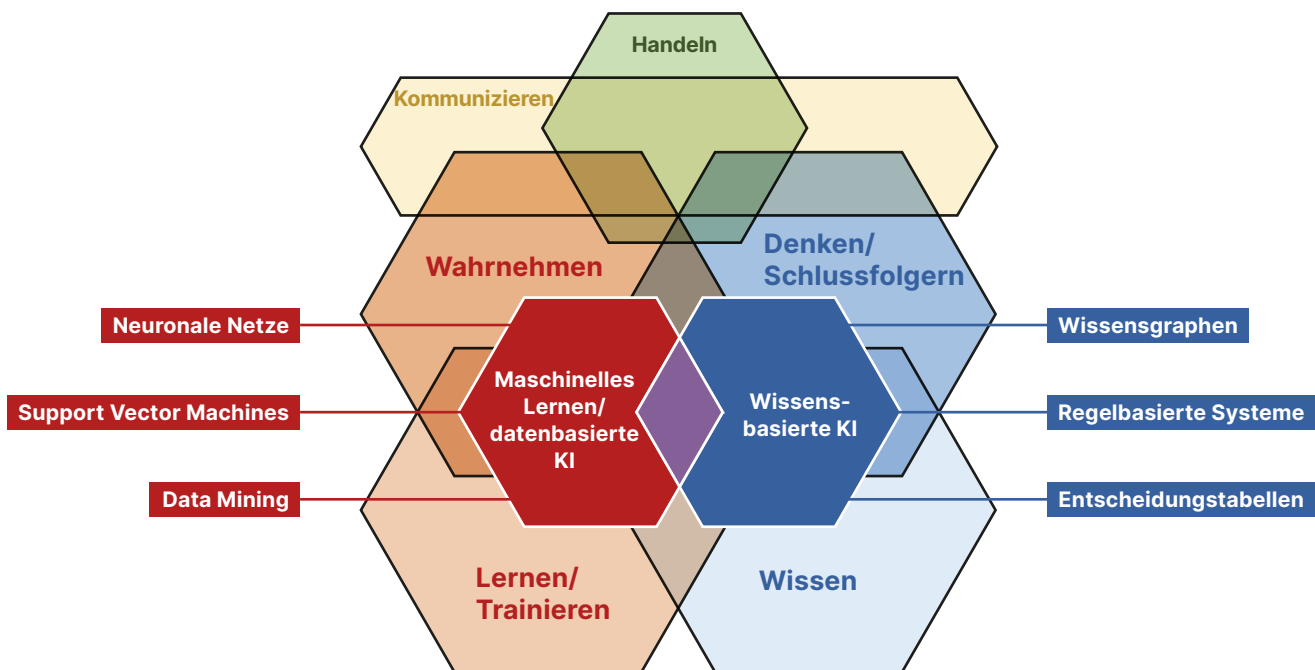 Handeln
Kommunizieren
Wahrnehmen
Denken/
Schlussfolgern
Neuronale Netze
Support Vector Machines
Data Mining
Maschinelles
Lernen/
datenbasierte
KI
Wissens-
basierte KI
Wissensgraphen
Regelbasierte Systeme
Entscheidungstabellen
Lernen/
Trainieren
Wissen